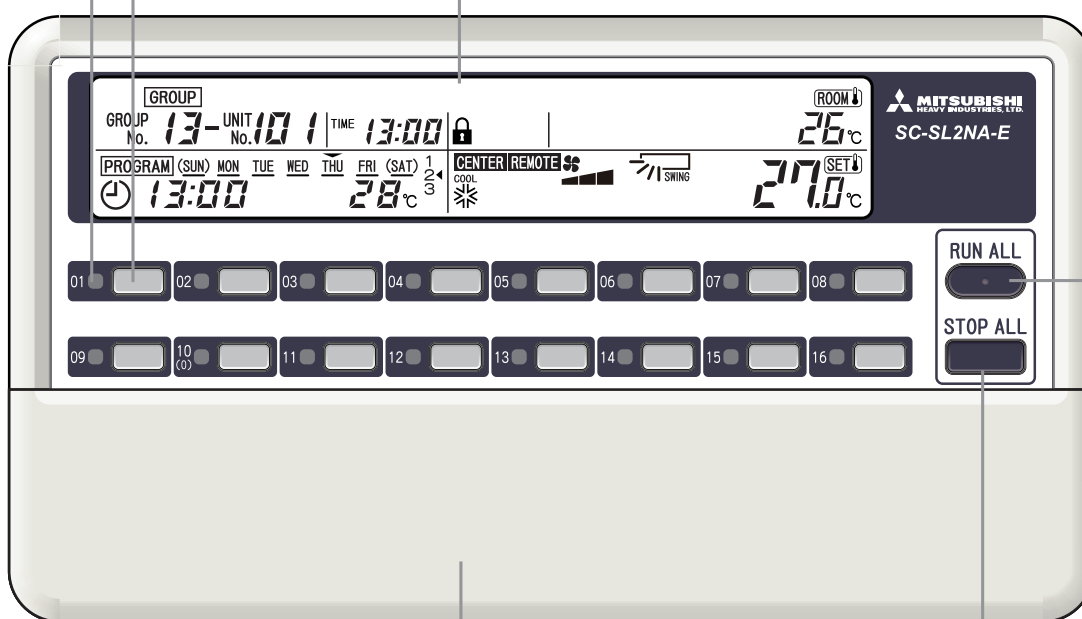 GROUP
GROUP No. 13-UNIT No. 101 TIME 13:00 ROOM 26℃
PROGRAM (SUN) MON TUE WED THU FRI (SAT) 1 2 3
13:00 28℃
CENTER REMOTE
COOL
SWING
SET
27.0℃
MITSUBISHI
HEAVY INDUSTRIES, LTD.
SC-SL2NA-E
RUN ALL
01 02 03 04 05 06 07 08
STOP ALL
09 10 (0) 11 12 13 14 15 16